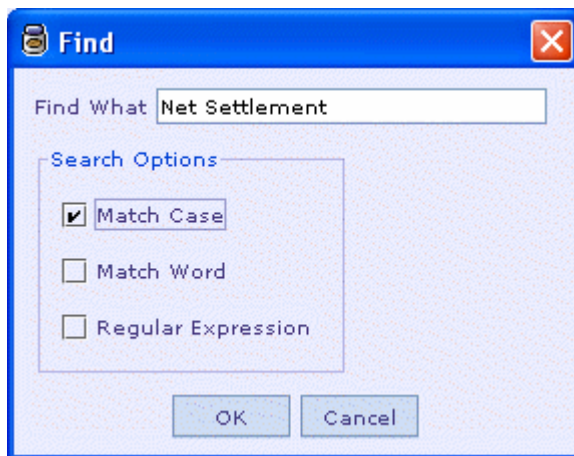 Find
Find What Net Settlement
Search Options
Match Case
Match Word
Regular Expression
OK Cancel